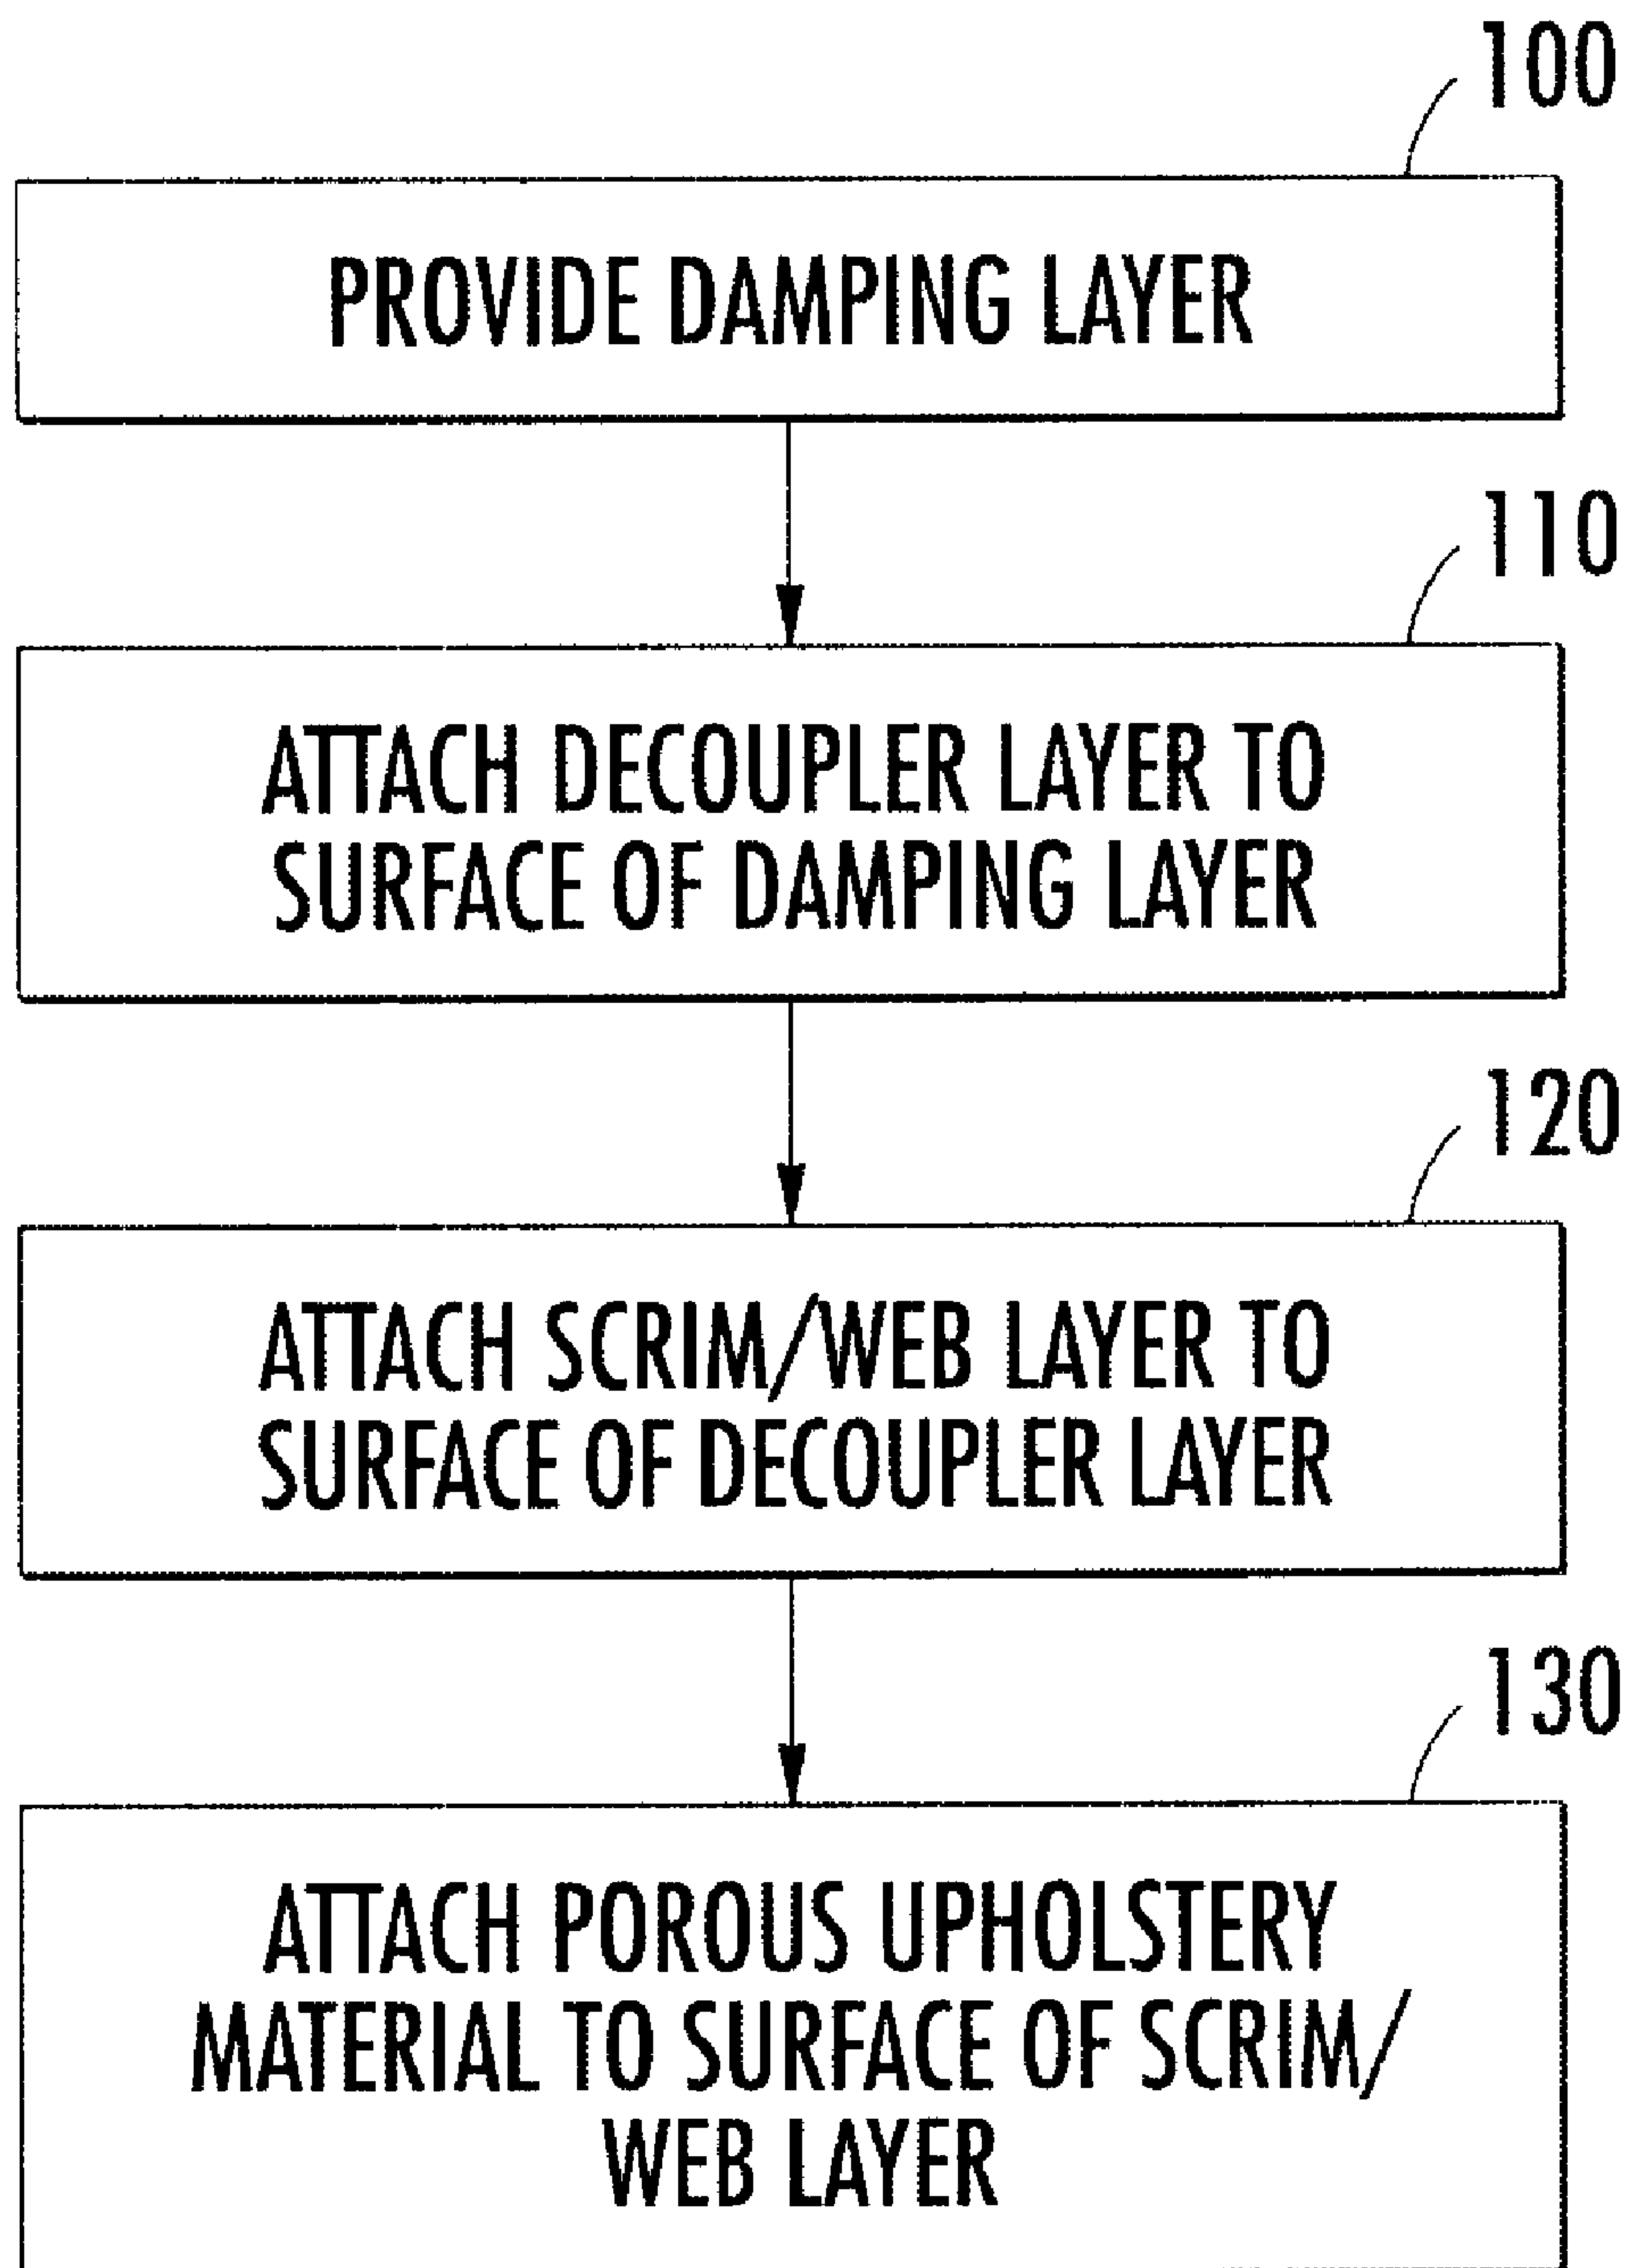 100
PROVIDE DAMPING LAYER
110
ATTACH DECOUPLER LAYER TO
SURFACE OF DAMPING LAYER
120
ATTACH SCRIM/WEB LAYER TO
SURFACE OF DECOUPLER LAYER
130
ATTACH POROUS UPHOLSTERY
MATERIAL TO SURFACE OF SCRIM/
WEB LAYER